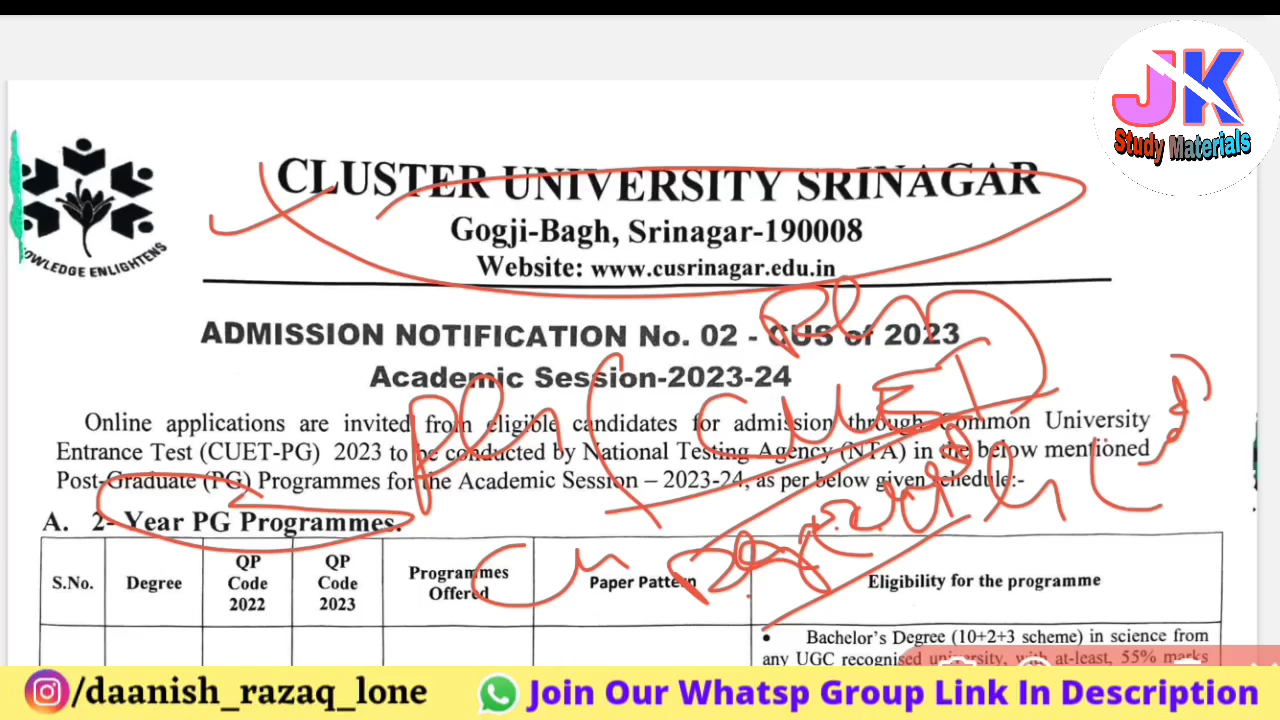 JK
Study Materials
CLUSTER UNIVERSITY SRINAGAR
Gogji-Bagh, Srinagar-190008
Website: www.cusrinagar.edu.in
OWLEDGE ENLIGHTENS
ADMISSION NOTIFICATION No. 02 - CUS of 2023
Academic Session-2023-24
Online applications are invited from eligible candidates for admission through Common University
Entrance Test (CUET-PG) 2023 to be conducted by National Testing Agency (NTA) in the below mentioned
Post-Graduate (PG) Programmes for the Academic Session – 2023-24, as per below given schedule:-
CUET
A. 2- Year PG Programmes.
S.No.
Degree
QP
Code
2022
QP
Code
2023
Programmes
Offered
Paper Pattern
Eligibility for the programme
• Bachelor's Degree (10+2+3 scheme) in science from
any UGC recognised university, with at-least, 55% marks
/daanish_razaq_lone
Join Our Whatsp Group Link In Description